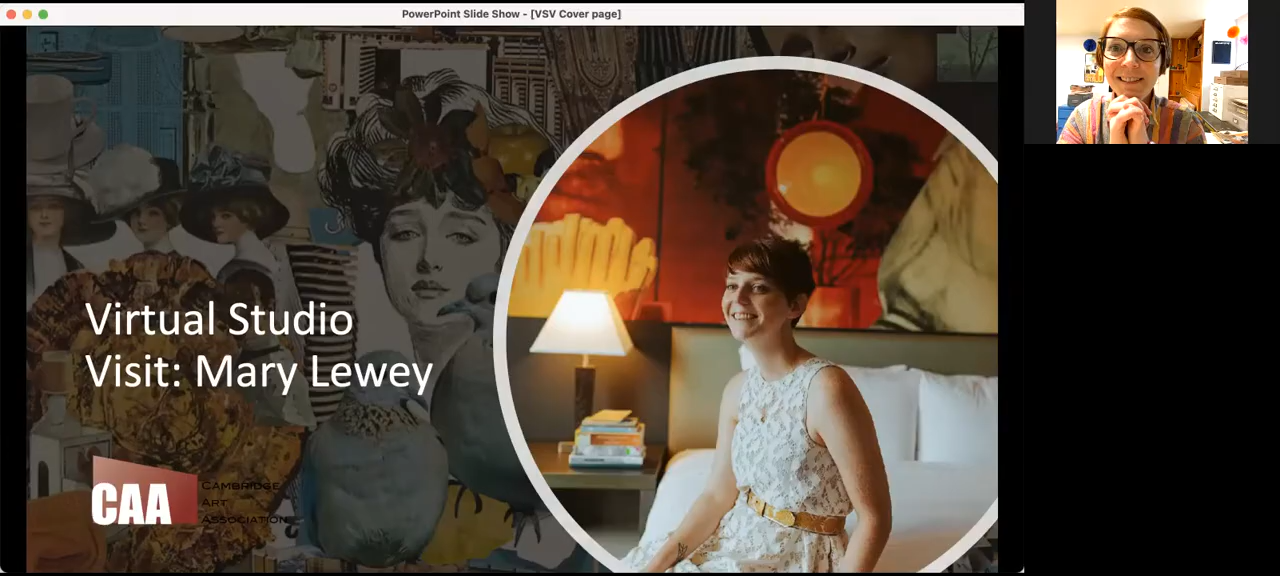 PowerPoint Slide Show - [VSV Cover page]
Virtual Studio
Visit: Mary Lewey
CAA
CAMBRIDGE
ART
ASSOCIATION